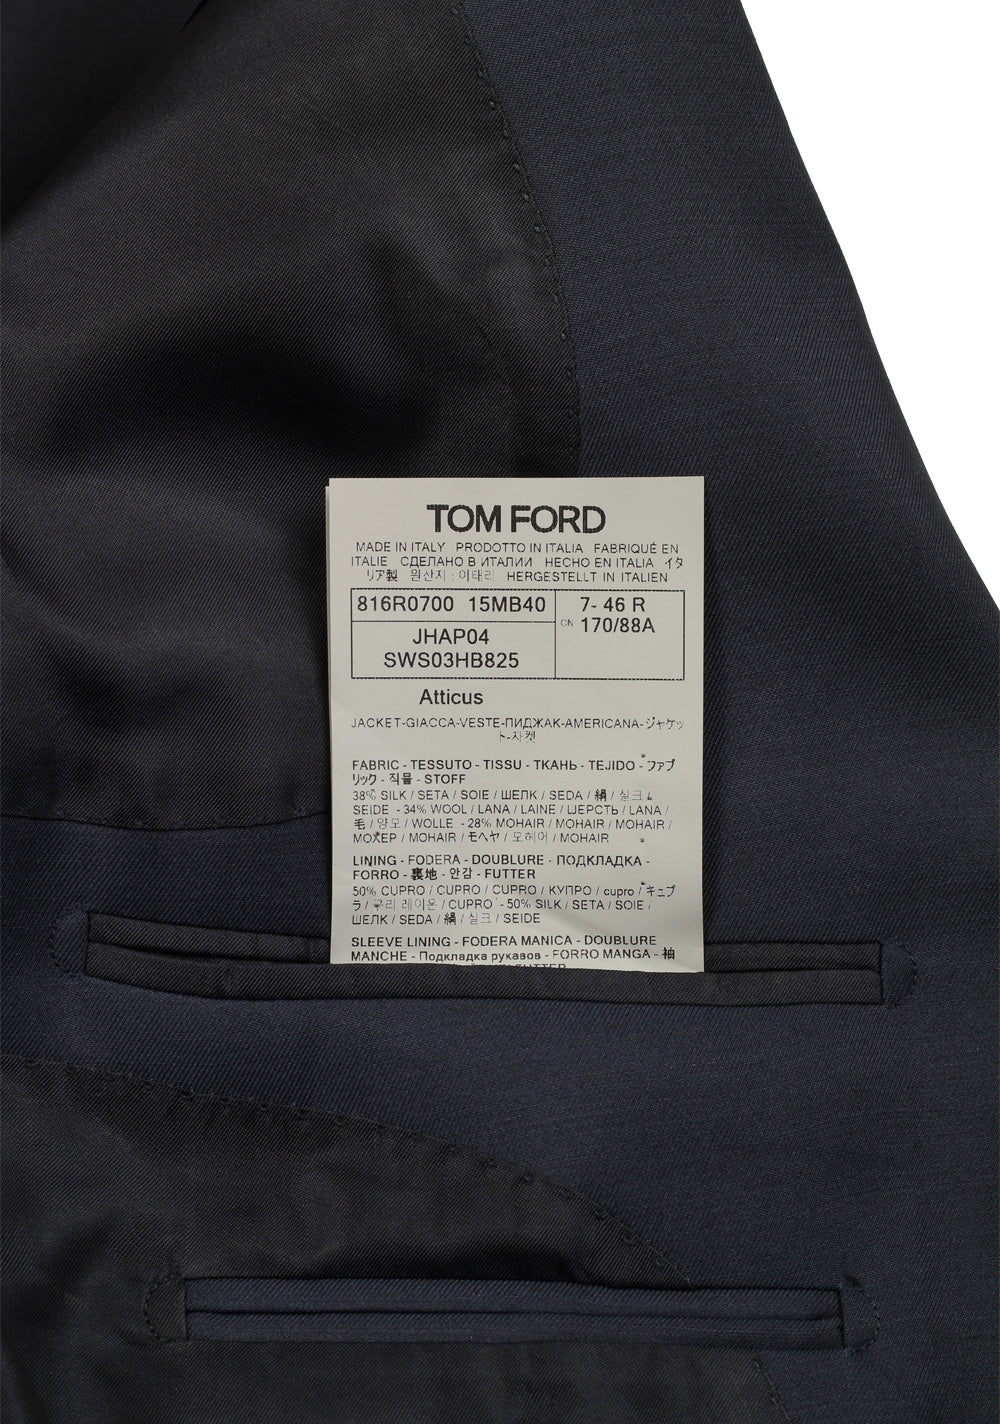 TOM FORD
MADE IN ITALY PRODOTTO IN ITALIA FABRIQUÉ EN
ITALIE СДЕЛАНО В ИТАЛИИ HECHO EN ITALIA イタ
リア製 원산지 : 이태리 HERGESTELLT IN ITALIEN
816R0700 15MB40 7- 46 R
CN 170/88A
JHAP04
SWS03HB825
Atticus
JACKET-GIACCA-VESTE-ПИДЖАК-AMERICANA-ジャケッ
ト-자켓
FABRIC - TESSUTO - TISSU - ТКАНЬ - TEJIDO - ファブ
リック - 직물 - STOFF
38% SILK / SETA / SOIE / ШЕЛК / SEDA / 絹 / 실크 /
SEIDE - 34% WOOL / LANA / LAINE / ШЕРСТЬ / LANA /
毛 / 양모 / WOLLE - 28% MOHAIR / MOHAIR / MOHAIR /
МОХЕР / MOHAIR / モヘヤ / 모헤어 / MOHAIR
LINING - FODERA - DOUBLURE - ПОДКЛАДКА -
FORRO - 裏地 - 안감 - FUTTER
50% CUPRO / CUPRO / CUPRO / КУПРО / cupro / キュプ
ラ / 구리 레이온 / CUPRO - 50% SILK / SETA / SOIE /
ШЕЛК / SEDA / 絹 / 실크 / SEIDE
SLEEVE LINING - FODERA MANICA - DOUBLURE
MANCHE - Подкладка рукавов - FORRO MANGA - 袖